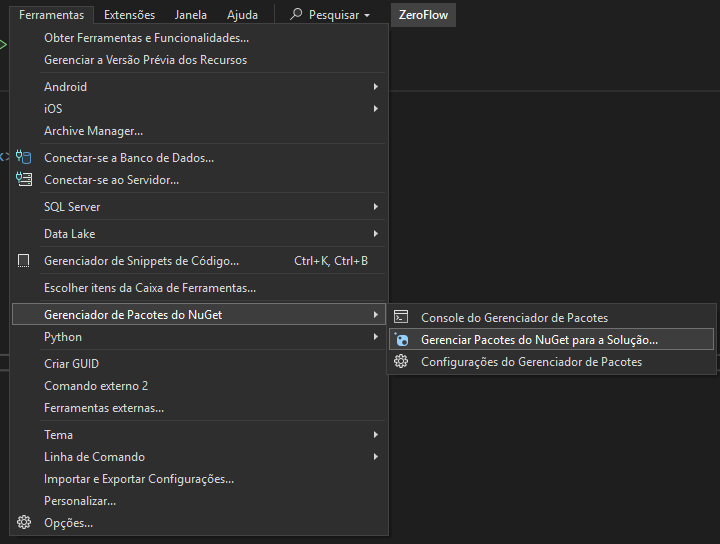 Ferramentas Extensões Janela Ajuda Pesquisar ZeroFlow
Obter Ferramentas e Funcionalidades...
Gerenciar a Versão Prévia dos Recursos
Android
iOS
Archive Manager...
Conectar-se a Banco de Dados...
Conectar-se ao Servidor...
SQL Server
Data Lake
Gerenciador de Snippets de Código... Ctrl+K, Ctrl+B
Escolher itens da Caixa de Ferramentas...
Gerenciador de Pacotes do NuGet
Console do Gerenciador de Pacotes
Gerenciar Pacotes do NuGet para a Solução...
Configurações do Gerenciador de Pacotes
Python
Criar GUID
Comando externo 2
Ferramentas externas...
Tema
Linha de Comando
Importar e Exportar Configurações...
Personalizar...
Opções...